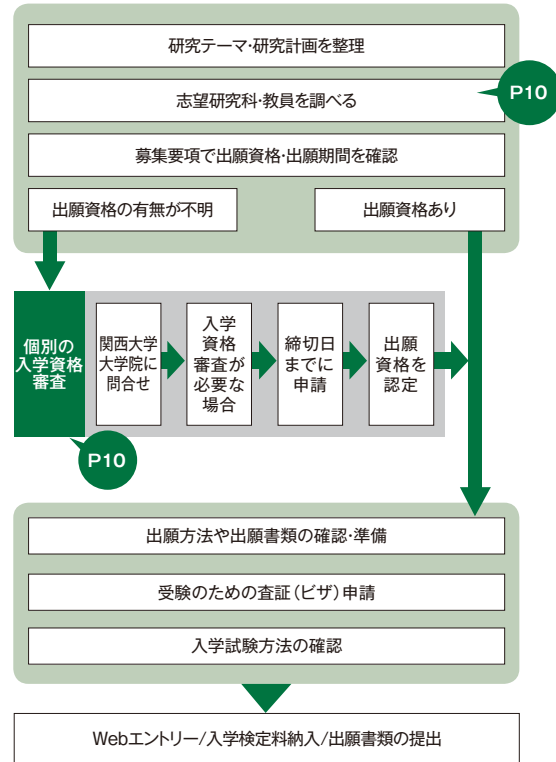 研究テーマ・研究計画を整理
志望研究科・教員を調べる
P10
募集要項で出願資格・出願期間を確認
出願資格の有無が不明
出願資格あり
個別の
入学資格
審査
関西大学
大学院に
問合せ
入学
資格
審査が
必要な
場合
締切日
までに
申請
出願
資格を
認定
P10
出願方法や出願書類の確認・準備
受験のための査証（ビザ）申請
入学試験方法の確認
Webエントリー/入学検定料納入/出願書類の提出